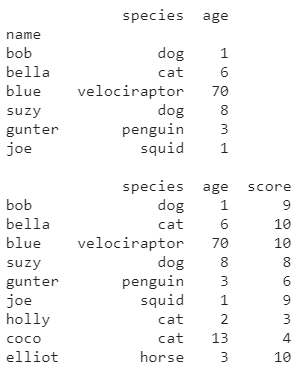 species age
name
bob dog 1
bella cat 6
blue velociraptor 70
suzy dog 8
gunter penguin 3
joe squid 1
species age score
bob dog 1 9
bella cat 6 10
blue velociraptor 70 10
suzy dog 8 8
gunter penguin 3 6
joe squid 1 9
holly cat 2 3
coco cat 13 4
elliot horse 3 10